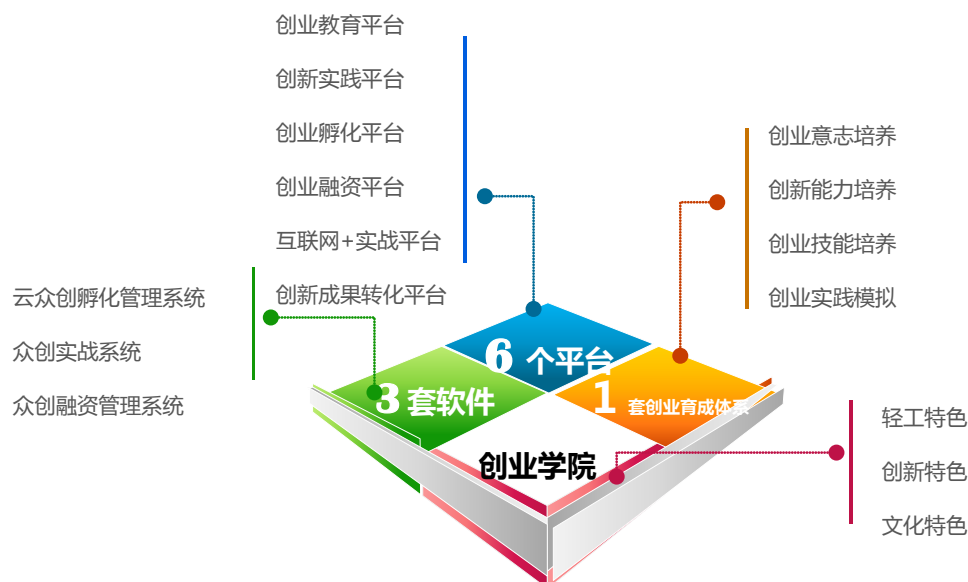 创业教育平台
创新实践平台
创业孵化平台
创业融资平台
互联网+实战平台
创新成果转化平台
创业意志培养
创新能力培养
创业技能培养
创业实践模拟
云众创孵化管理系统
众创实战系统
众创融资管理系统
6 个平台
3 套软件
1 套创业育成体系
创业学院
轻工特色
创新特色
文化特色